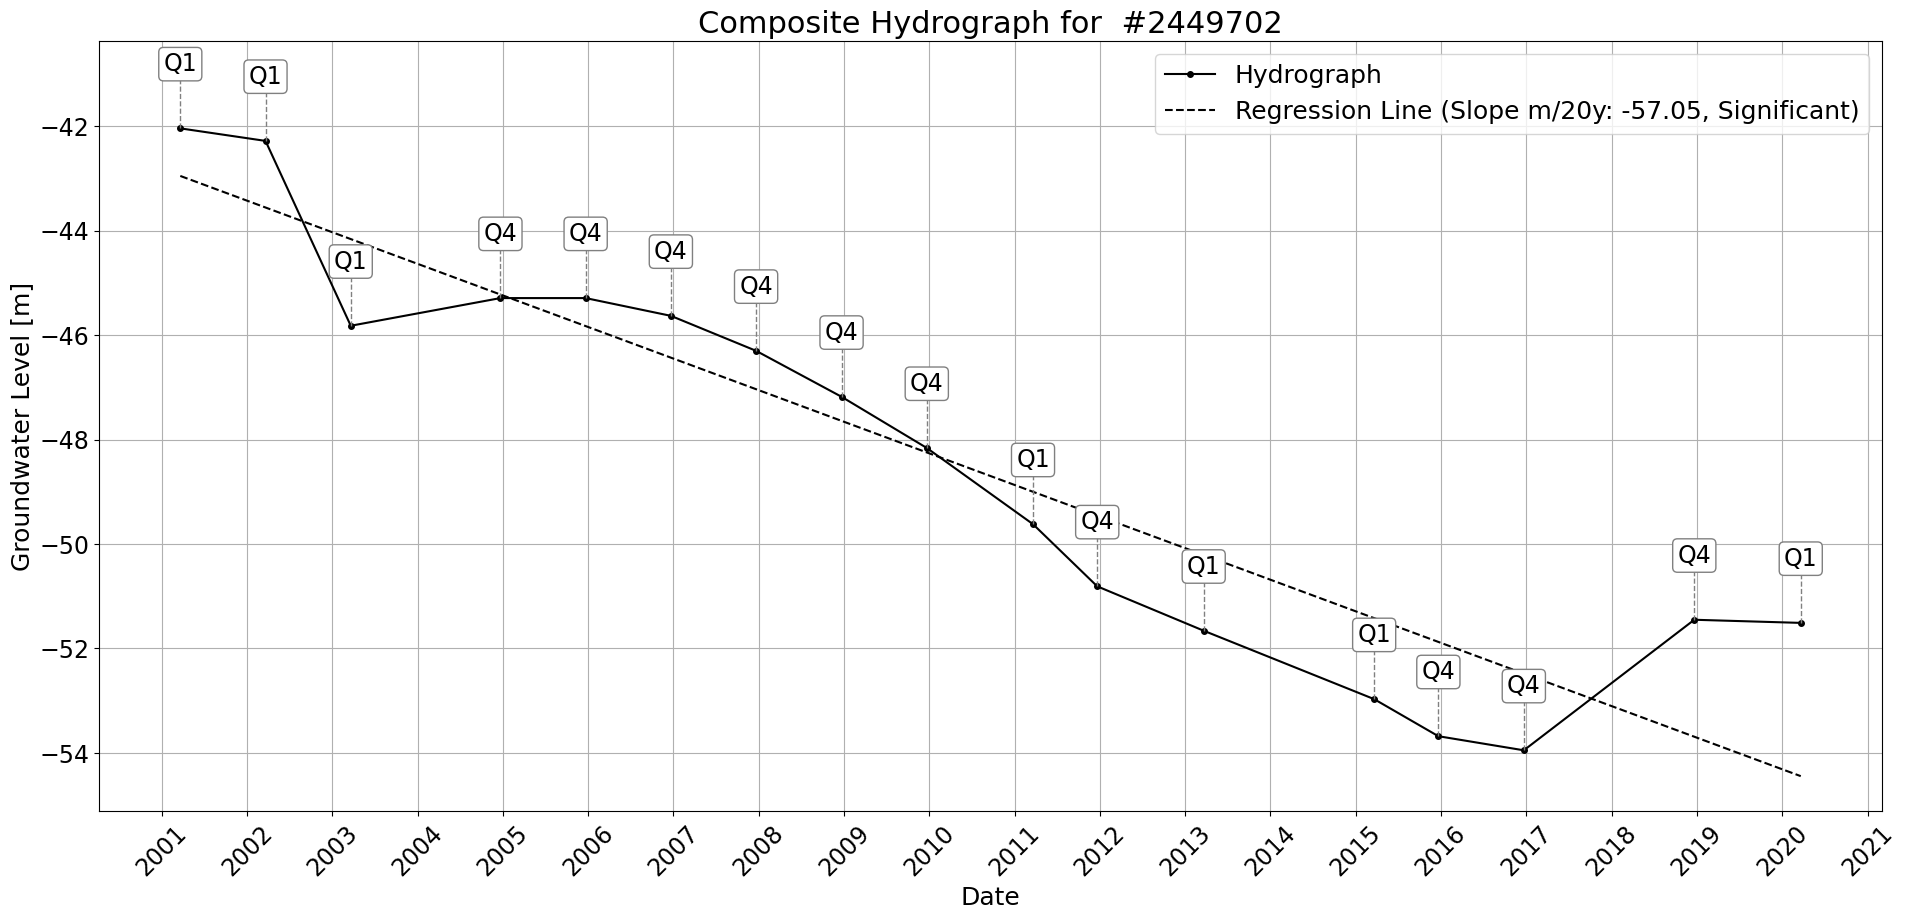 Composite Hydrograph for  #2449702
Hydrograph
Regression Line (Slope m/20y: -57.05, Significant)
Q1
Q1
Q1
Q4
Q4
Q4
Q4
Q4
Q4
Q1
Q4
Q1
Q1
Q4
Q4
Q4
Q1
−42
−44
−46
−48
−50
−52
−54
Groundwater Level [m]
2001
2002
2003
2004
2005
2006
2007
2008
2009
2010
2011
2012
2013
2014
2015
2016
2017
2018
2019
2020
2021
Date